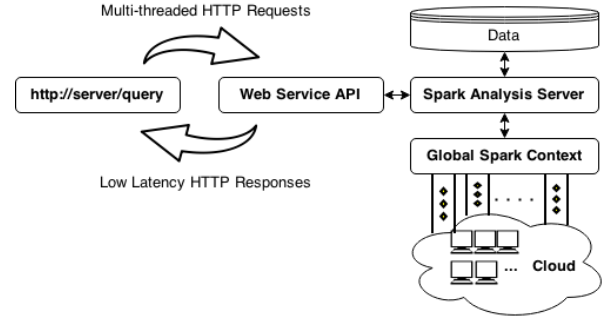 Multi-threaded HTTP Requests
Data
http://server/query
Web Service API
Spark Analysis Server
Low Latency HTTP Responses
Global Spark Context
. . . .
... Cloud